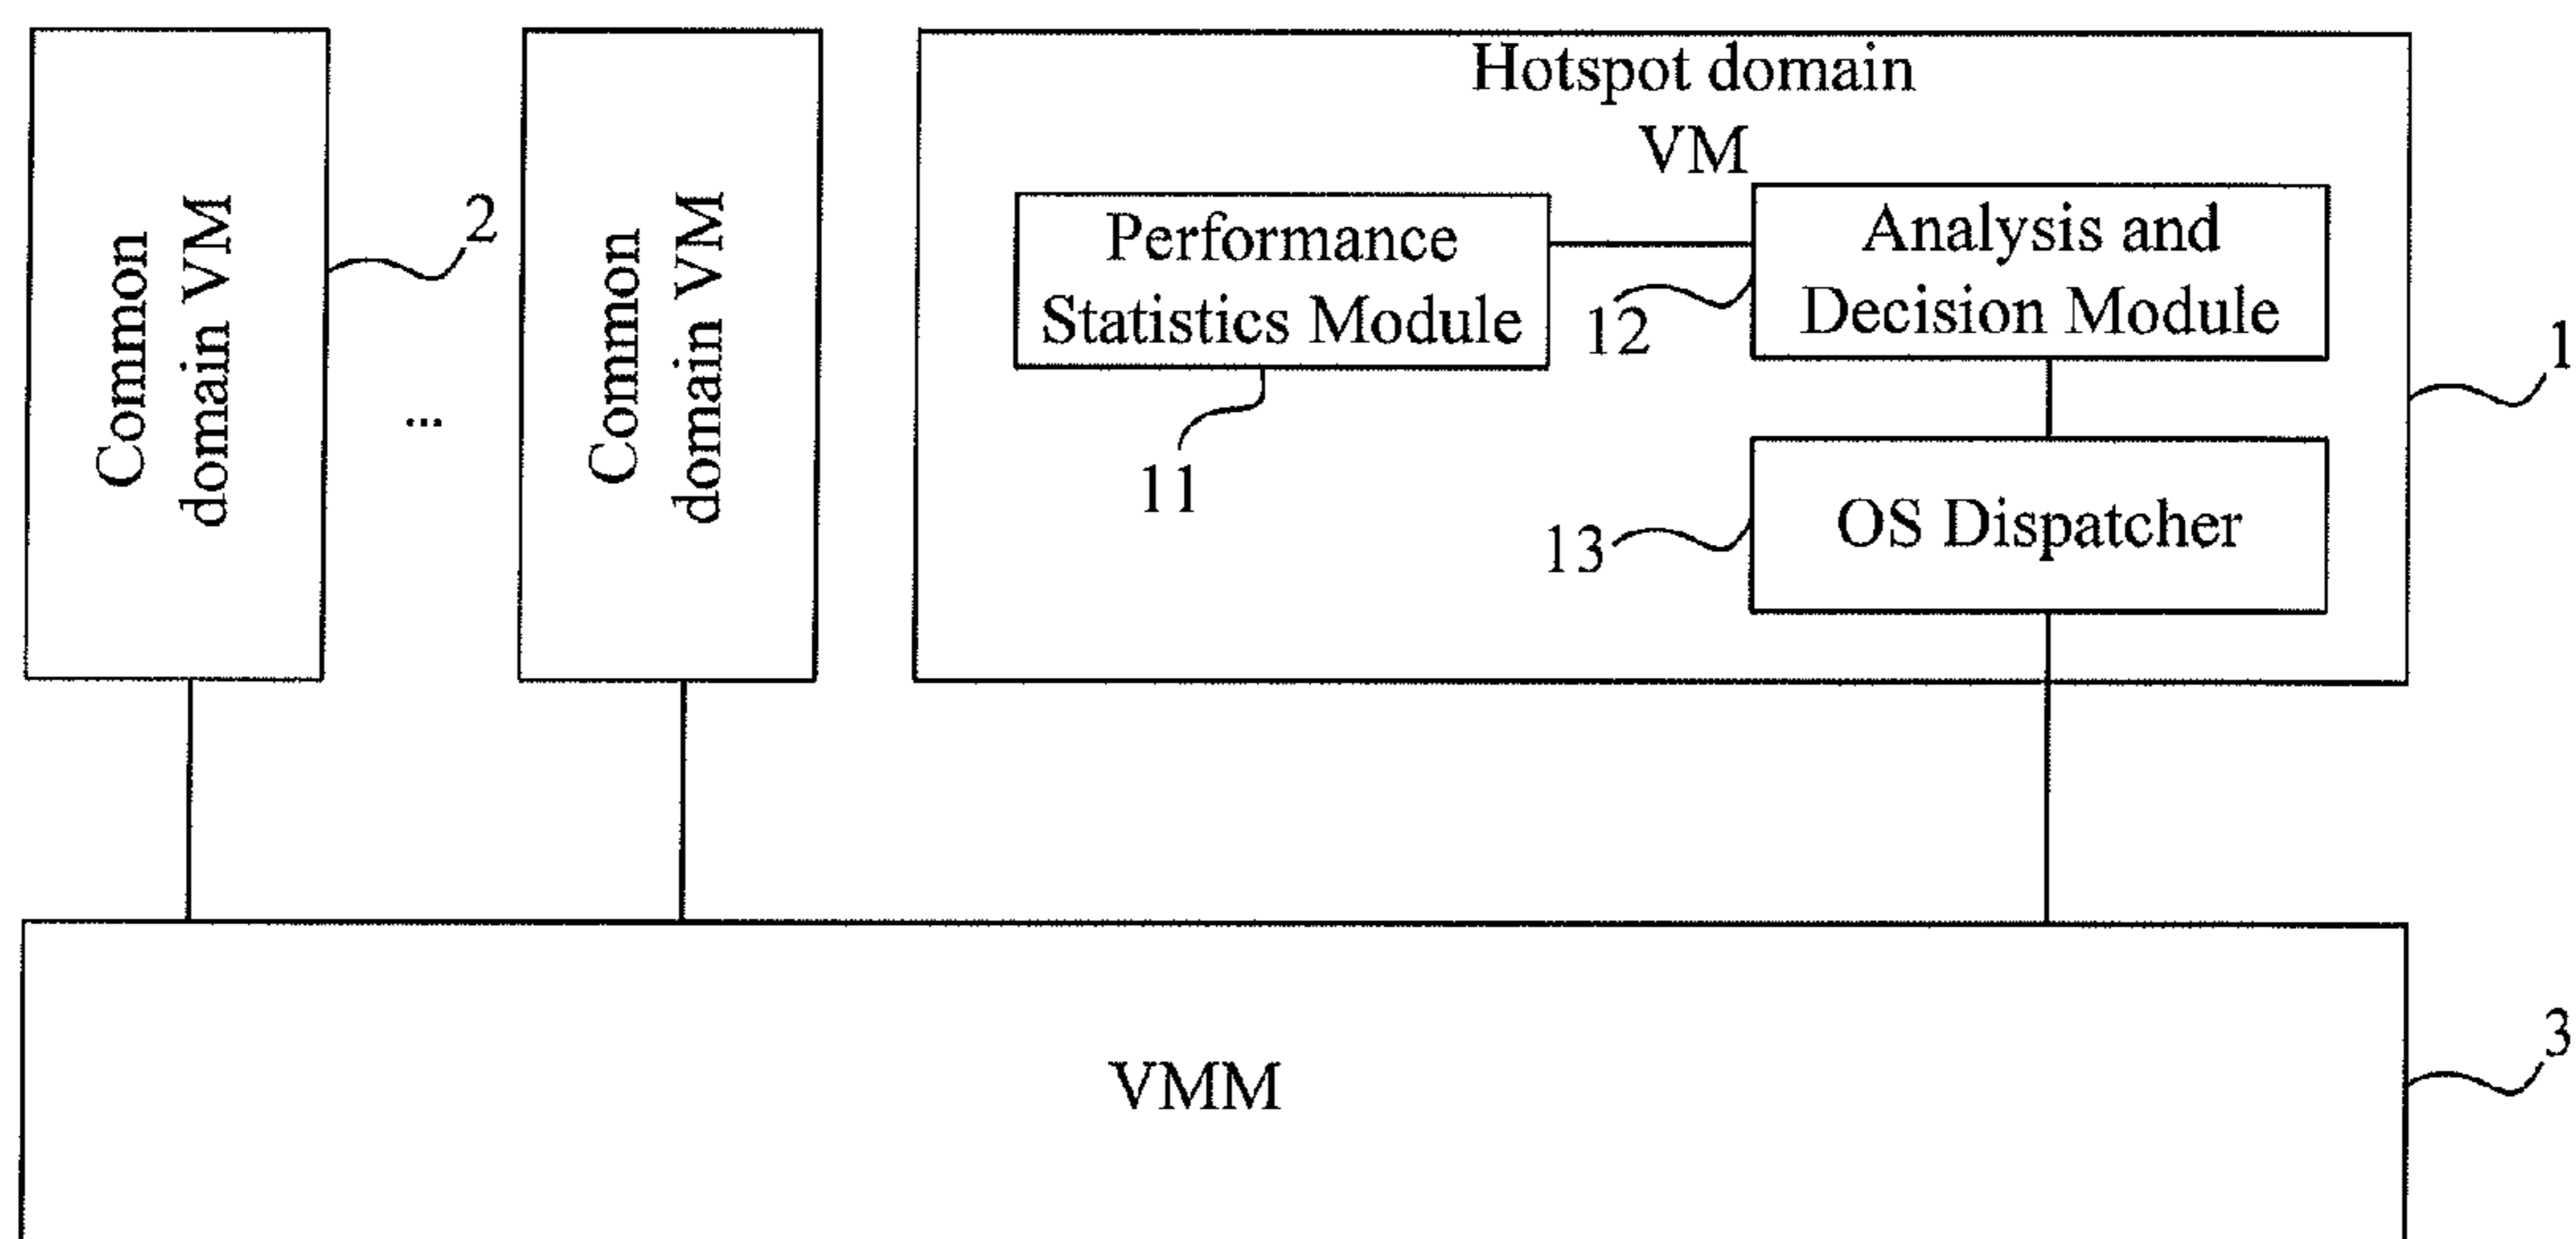 Common
domain VM
2
...
Common
domain VM
Hotspot domain
VM
Performance
Statistics Module
11
Analysis and
Decision Module
12
OS Dispatcher
13
1
VMM
3